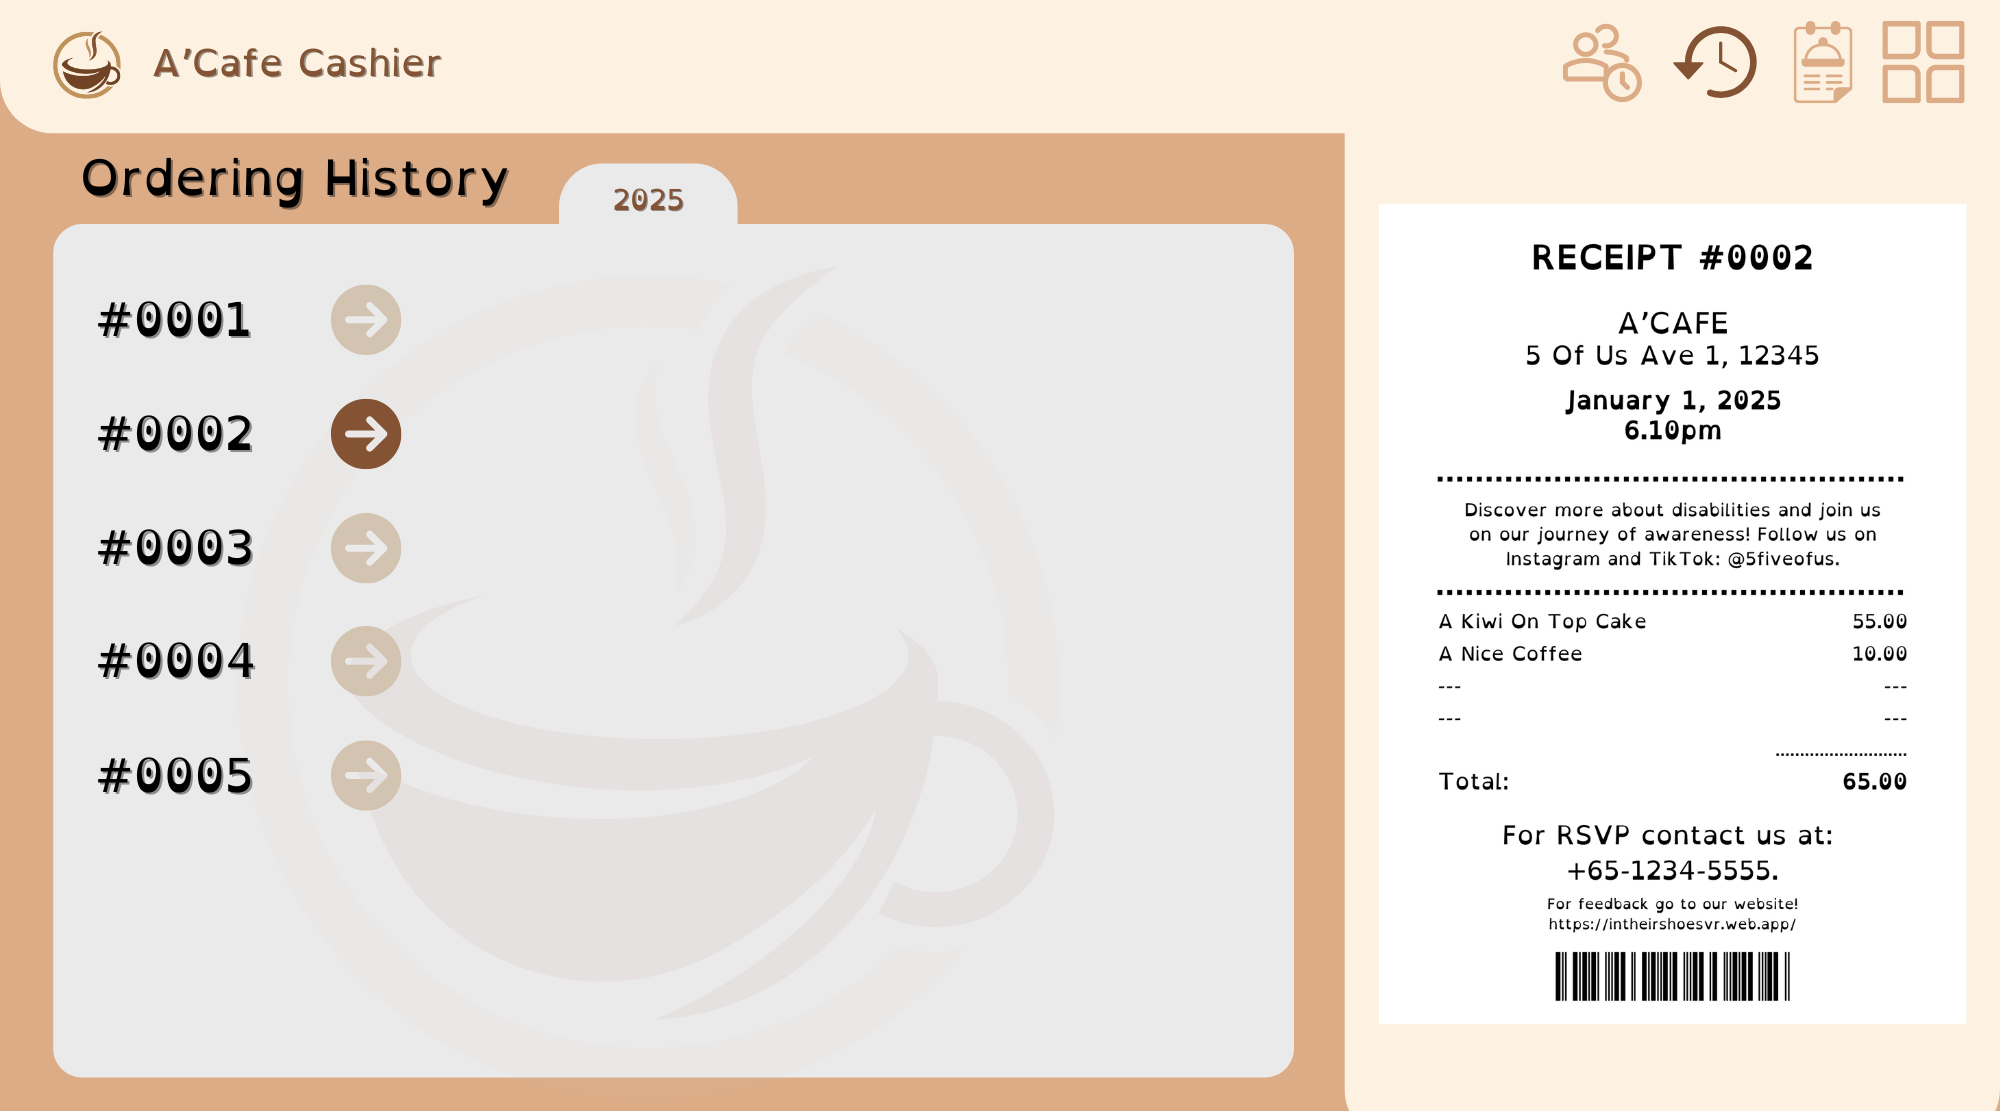 A'Cafe Cashier
Ordering History
2025
#0001
#0002
#0003
#0004
#0005
RECEIPT #0002
A'CAFE
5 Of Us Ave 1, 12345
January 1, 2025
6.10pm
Discover more about disabilities and join us
on our journey of awareness! Follow us on
Instagram and TikTok: @5fiveofus.
A Kiwi On Top Cake 55.00
A Nice Coffee 10.00
--- ---
--- ---
Total: 65.00
For RSVP contact us at:
+65-1234-5555.
For feedback go to our website!
https://intheirshoesvr.web.app/